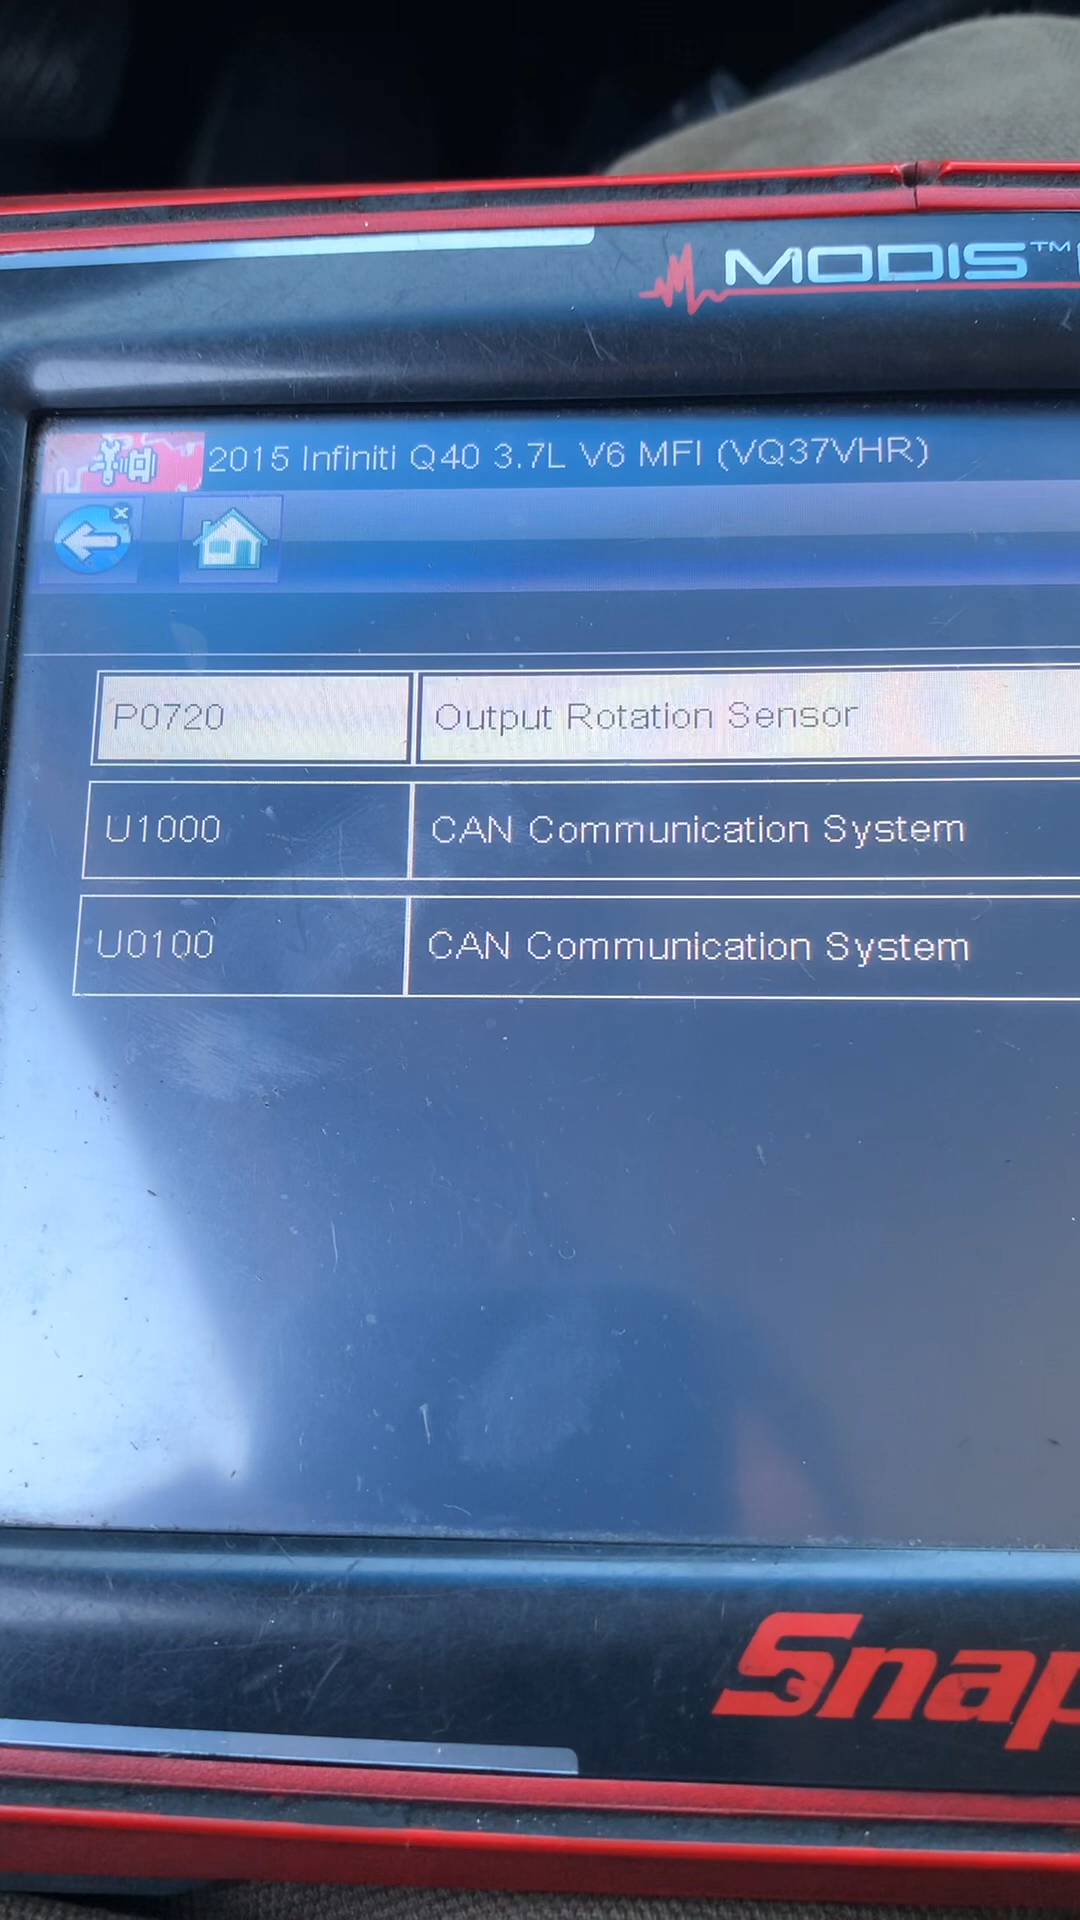 MODIS™
2015 Infiniti Q40 3.7L V6 MFI (VQ37VHR)
P0720 Output Rotation Sensor
U1000 CAN Communication System
U0100 CAN Communication System
Snap